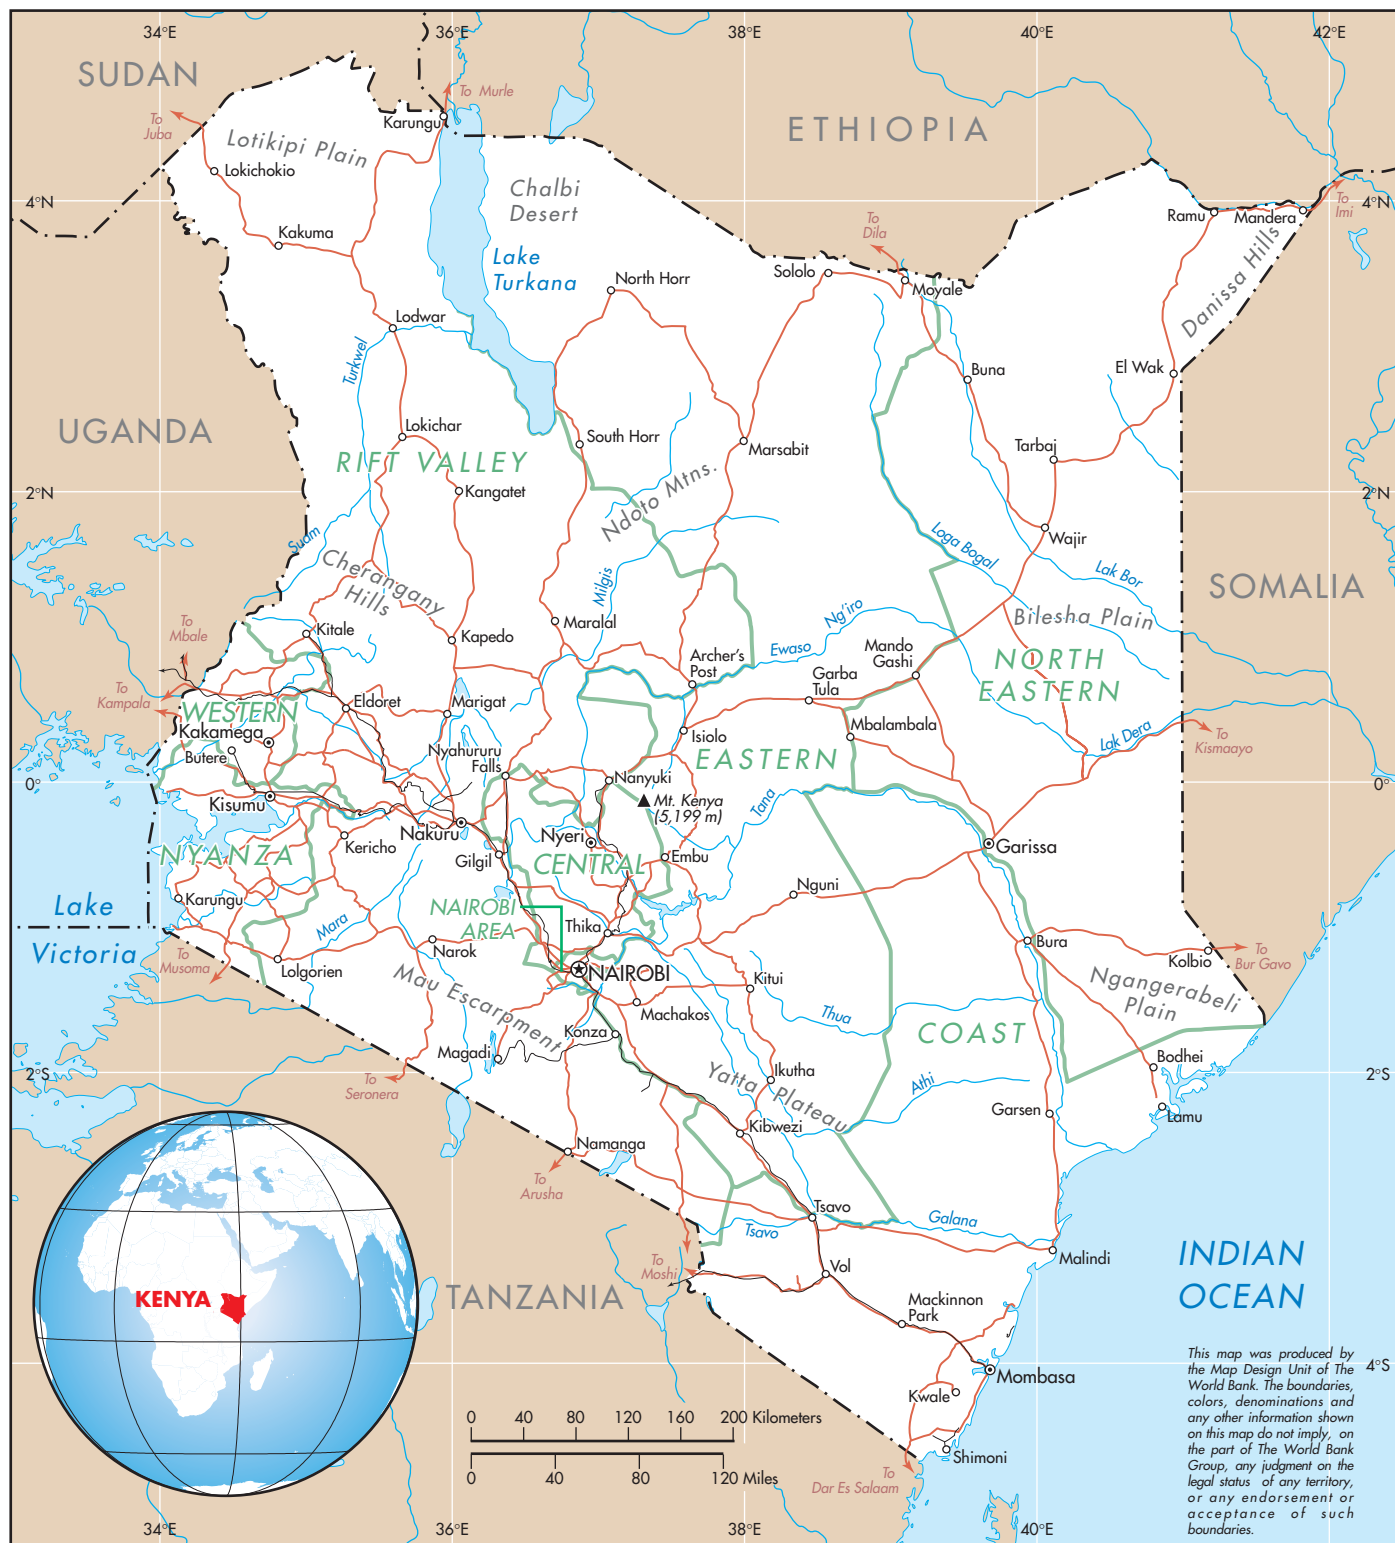 34°E
36°E
38°E
40°E
42°E
SUDAN
To Murle
To
Juba
Karungu
Lotikipi Plain
ETHIOPIA
Lokichokio
Chalbi
Desert
4°N
4°N
To
Imi
Ramu
Mandera
To
Dila
Kakuma
Lake
Turkana
North Horr
Sololo
Moyale
Danissa Hills
Lodwar
Turkwel
Buna
El Wak
UGANDA
Lokichar
South Horr
Marsabit
Tarbaj
RIFT VALLEY
Kangatet
Ndoto Mtns.
2°N
2°N
Suam
Wajir
Loga Bogal
Lak Bor
Cherangany
Hills
Milgis
SOMALIA
To
Mbale
Kitale
Kapedo
Maralal
Ewaso
Ng'iro
Bilesha Plain
Mando
Gashi
Archer's
Post
Garba
Tula
NORTH
EASTERN
To
Kampala
WESTERN
Eldoret
Marigat
Kakamega
Butere
Nyahururu
Falls
Isiolo
Mbalambala
EASTERN
Lak Dera
To
Kismaayo
0°
0°
Nanyuki
Mt. Kenya
(5,199 m)
Tana
Kisumu
Nakuru
Nyeri
Kericho
Gilgil
NYANZA
CENTRAL
Embu
Garissa
Karungu
Nguni
Lake
Victoria
Mara
NAIROBI
AREA
Thika
Bura
To
Musoma
Narok
Lolgorien
NAIROBI
Kolbio
To
Bur Gavo
Mau Escarpment
Kitui
Ngangerabeli
Plain
Machakos
Thua
Konza
COAST
Magadi
Bodhei
2°S
2°S
To
Seronera
Yatta
Plateau
Ikutha
Athi
Garsen
Lamu
Kibwezi
Namanga
To
Arusha
Tsavo
Tsavo
Galana
Malindi
To
Moshi
Vol
INDIAN
OCEAN
KENYA
TANZANIA
Mackinnon
Park
4°S
Mombasa
Kwale
Shimoni
To
Dar Es Salaam
0 40 80 120 160 200 Kilometers
0 40 80 120 Miles
This map was produced by
the Map Design Unit of The
World Bank. The boundaries,
colors, denominations and
any other information shown
on this map do not imply, on
the part of The World Bank
Group, any judgment on the
legal status of any territory,
or any endorsement or
acceptance of such
boundaries.
34°E
36°E
38°E
40°E